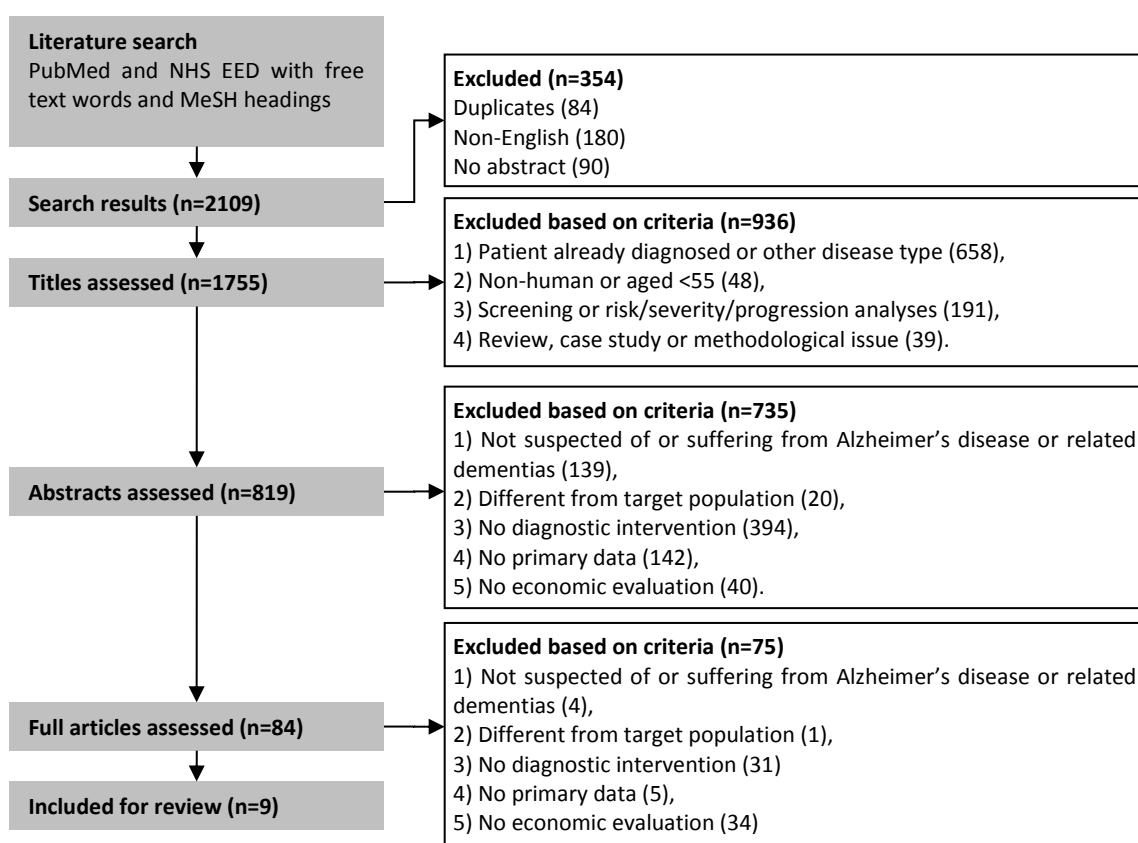 Literature search
PubMed and NHS EED with free
text words and MeSH headings
Excluded (n=354)
Duplicates (84)
Non-English (180)
No abstract (90)
Search results (n=2109)
Excluded based on criteria (n=936)
1) Patient already diagnosed or other disease type (658),
2) Non-human or aged <55 (48),
3) Screening or risk/severity/progression analyses (191),
4) Review, case study or methodological issue (39).
Titles assessed (n=1755)
Excluded based on criteria (n=735)
1) Not suspected of or suffering from Alzheimer’s disease or related
dementias (139),
2) Different from target population (20),
3) No diagnostic intervention (394),
4) No primary data (142),
5) No economic evaluation (40).
Abstracts assessed (n=819)
Excluded based on criteria (n=75)
1) Not suspected of or suffering from Alzheimer’s disease or related
dementias (4),
2) Different from target population (1),
3) No diagnostic intervention (31)
4) No primary data (5),
5) No economic evaluation (34)
Full articles assessed (n=84)
Included for review (n=9)